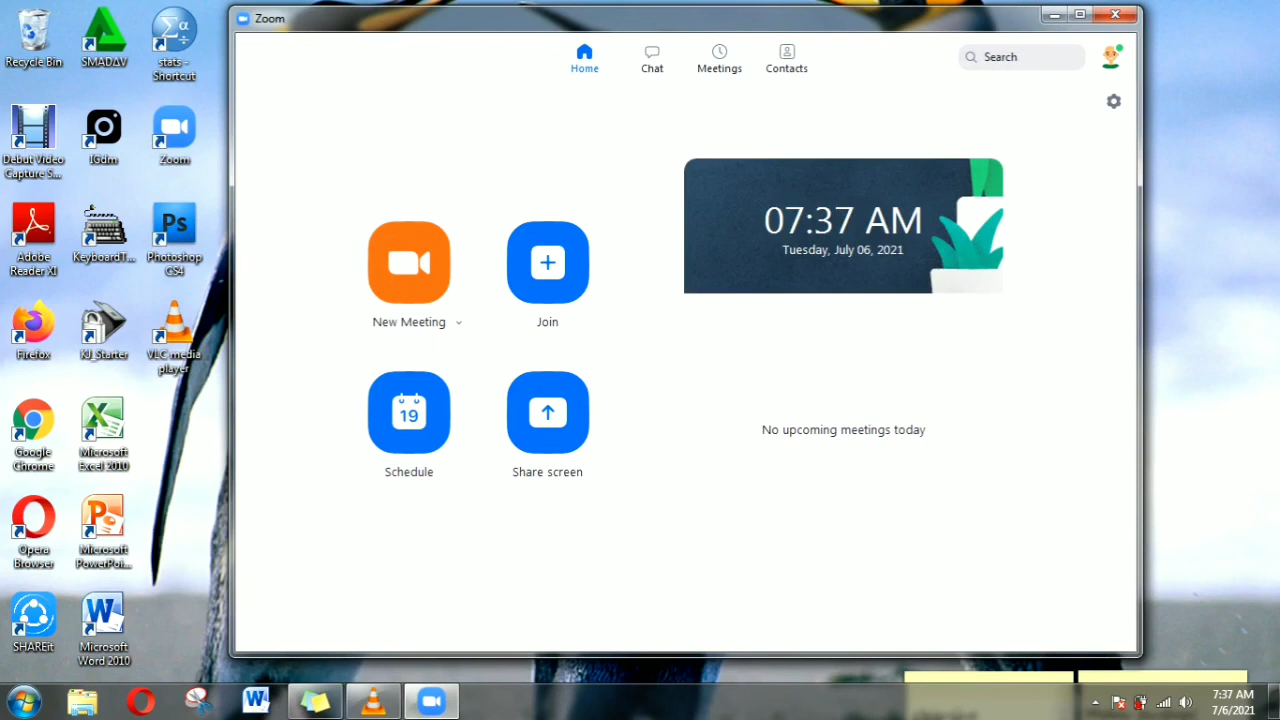 Recycle Bin
SMADΔV
stats -
Shortcut
Debut Video
Capture S...
IGdm
Zoom
Adobe
Reader XI
KeyboardT...
Ps
Photoshop
CS4
Firefox
KJ_Starter
VLC media
player
Google
Chrome
Microsoft
Excel 2010
Opera
Browser
Microsoft
PowerPoi...
SHAREit
Microsoft
Word 2010
Zoom
Home
Chat
Meetings
Contacts
Search
New Meeting
Join
19
Schedule
Share screen
07:37 AM
Tuesday, July 06, 2021
No upcoming meetings today
7:37 AM
7/6/2021